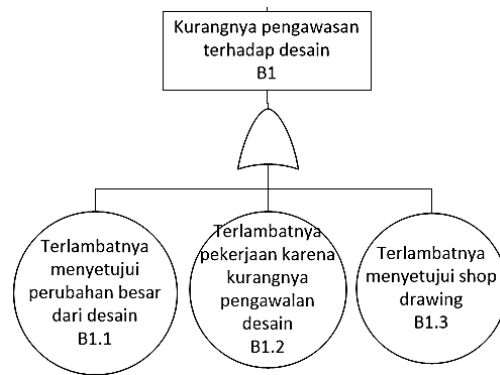 Kurangnya pengawasan
terhadap desain
B1
Terlambatnya
menyetujui
perubahan besar
dari desain
B1.1
Terlambatnya
pekerjaan karena
kurangnya
pengawalan
desain
B1.2
Terlambatnya
menyetujui shop
drawing
B1.3